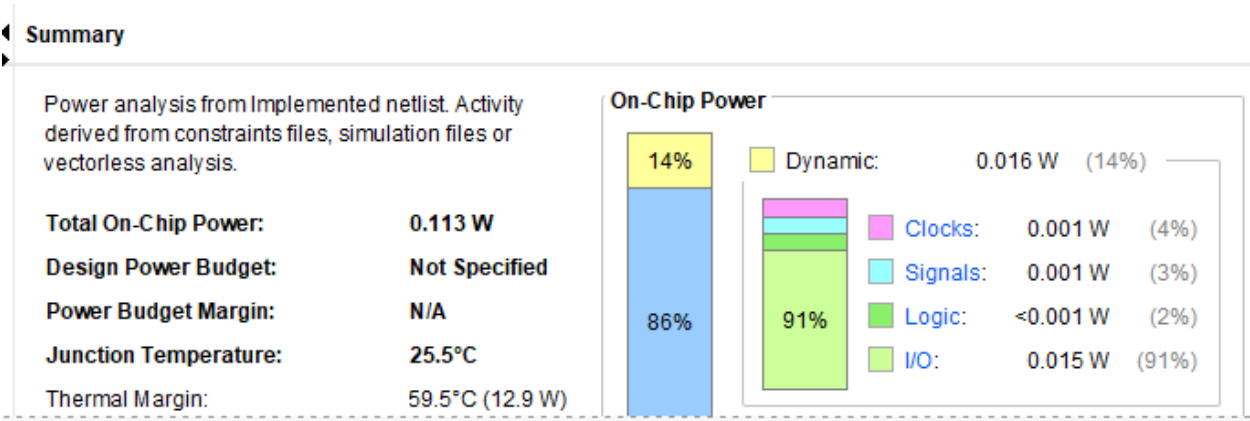 Summary
Power analysis from Implemented netlist. Activity
derived from constraints files, simulation files or
vectorless analysis.
Total On-Chip Power: 0.113 W
Design Power Budget: Not Specified
Power Budget Margin: N/A
Junction Temperature: 25.5°C
Thermal Margin: 59.5°C (12.9 W)
On-Chip Power
14%
86%
Dynamic: 0.016 W (14%)
91%
Clocks: 0.001 W (4%)
Signals: 0.001 W (3%)
Logic: <0.001 W (2%)
I/O: 0.015 W (91%)